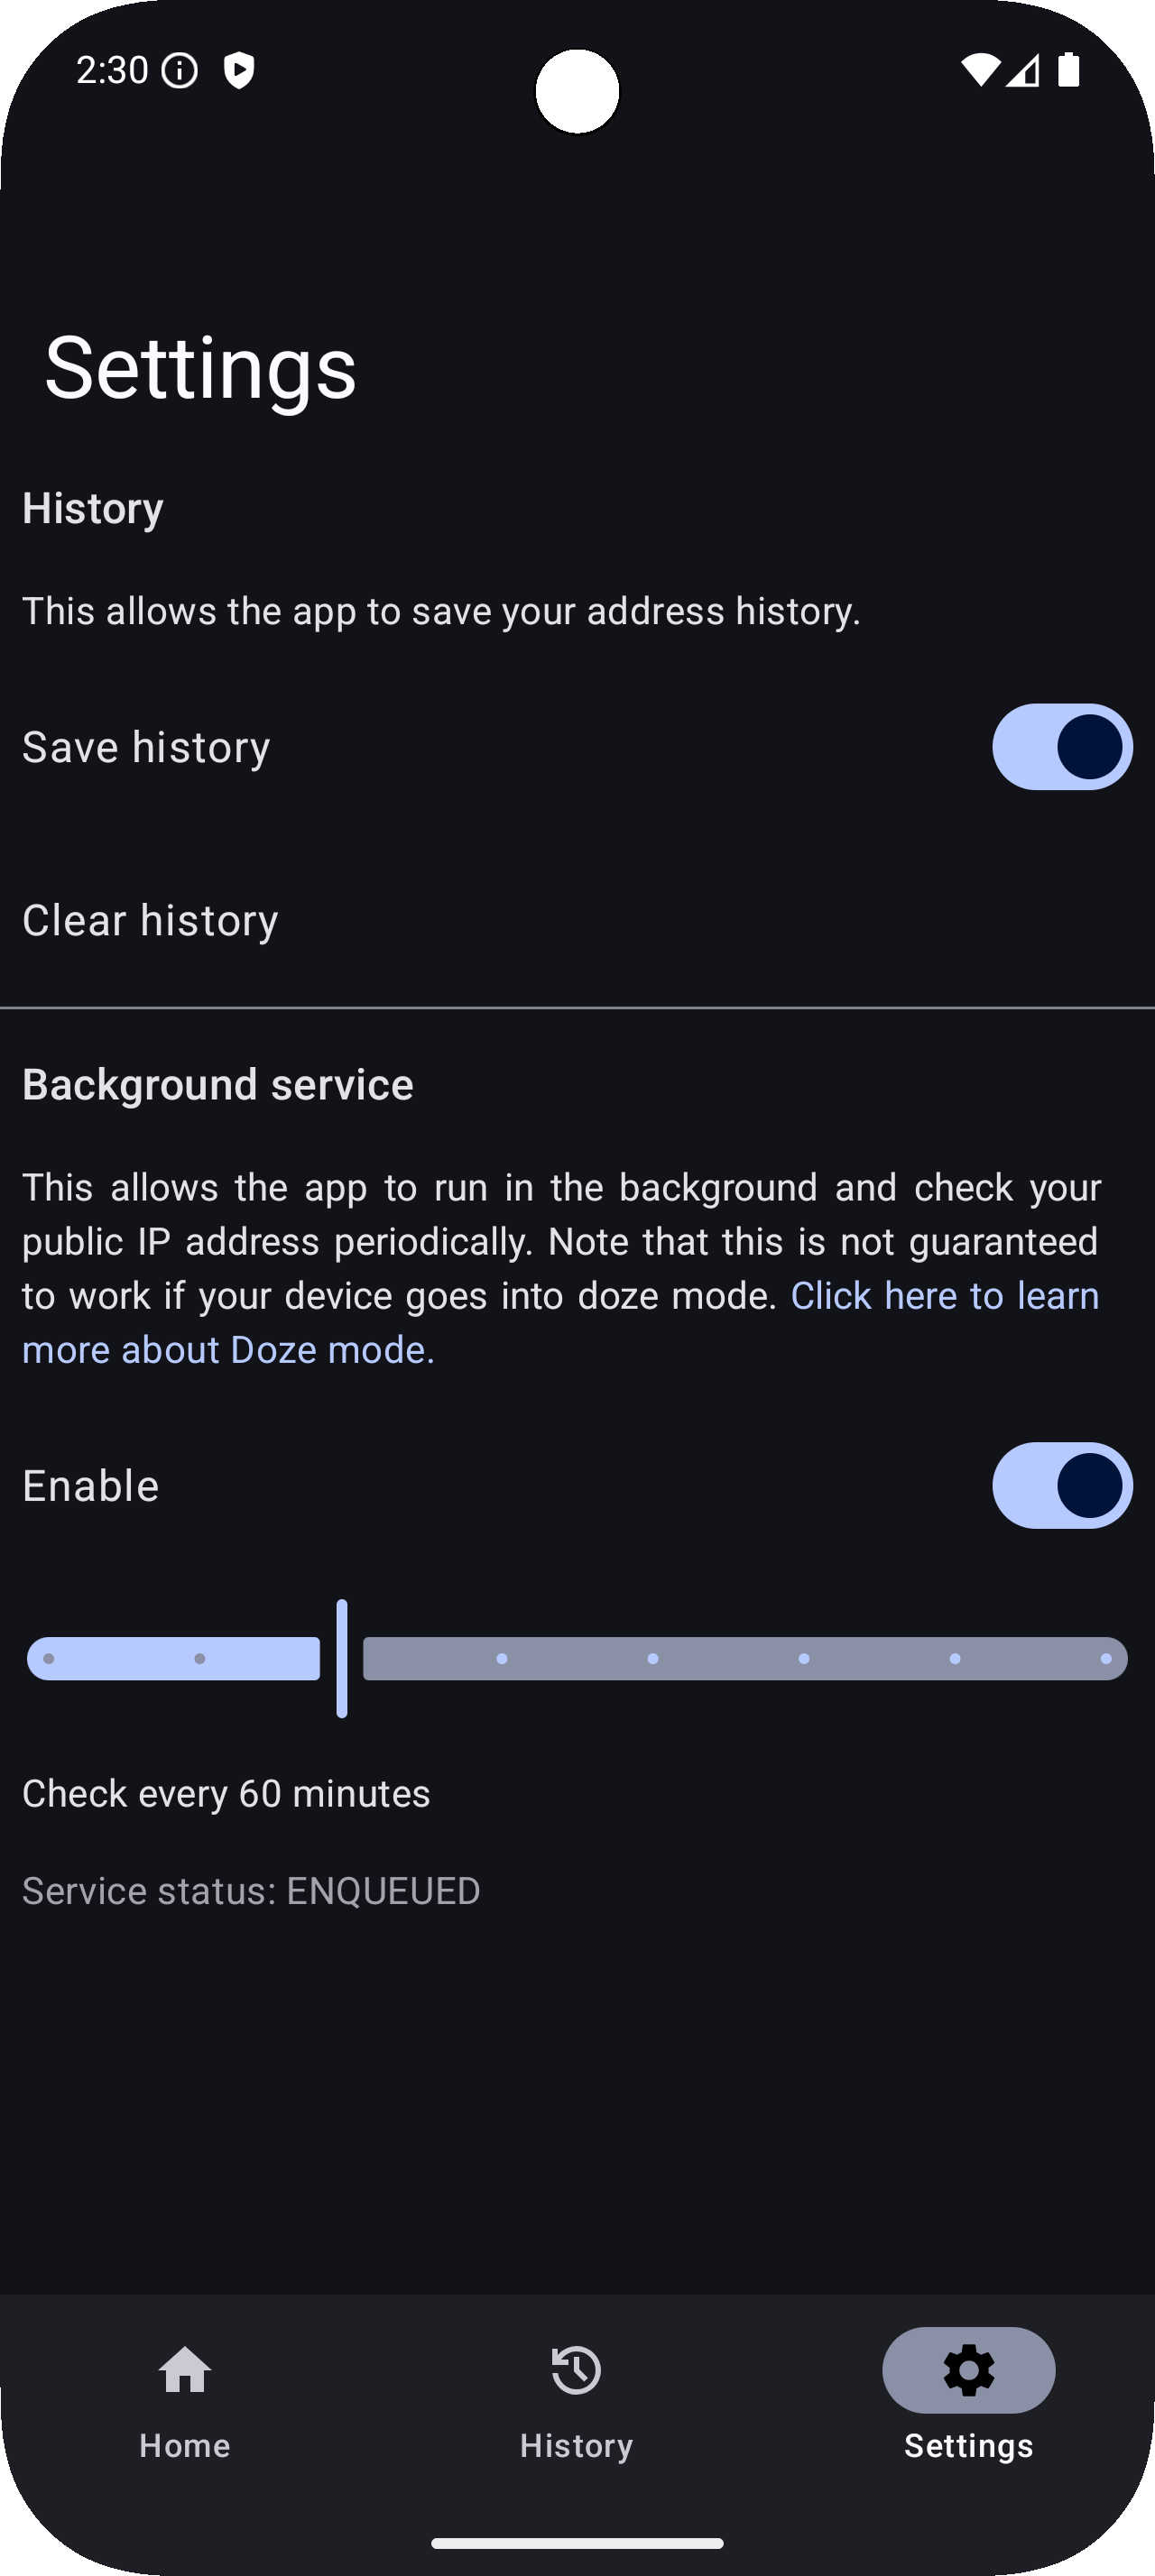 2:30
Settings
History
This allows the app to save your address history.
Save history
Clear history
Background service
This allows the app to run in the background and check your
public IP address periodically. Note that this is not guaranteed
to work if your device goes into doze mode. Click here to learn
more about Doze mode.
Enable
Check every 60 minutes
Service status: ENQUEUED
Home
History
Settings